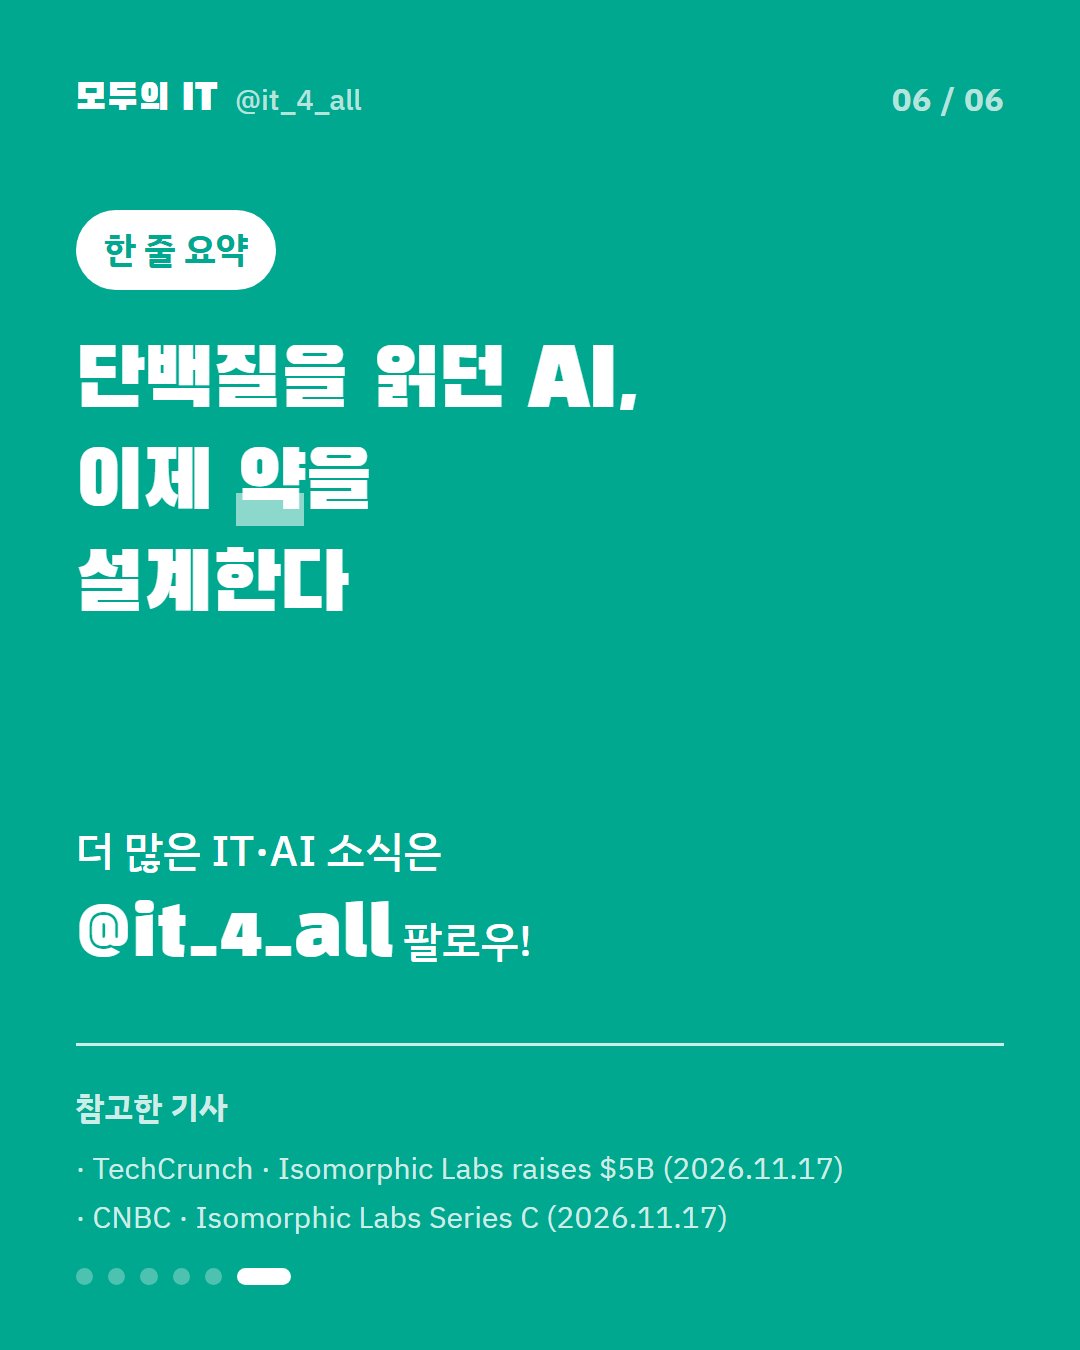 모두의 IT @it_4_all 06 / 06
한 줄 요약
단백질을 읽던 AI,
이제 약을
설계한다
더 많은 IT·AI 소식은
@it_4_all 팔로우!
참고한 기사
· TechCrunch · Isomorphic Labs raises $5B (2026.11.17)
· CNBC · Isomorphic Labs Series C (2026.11.17)